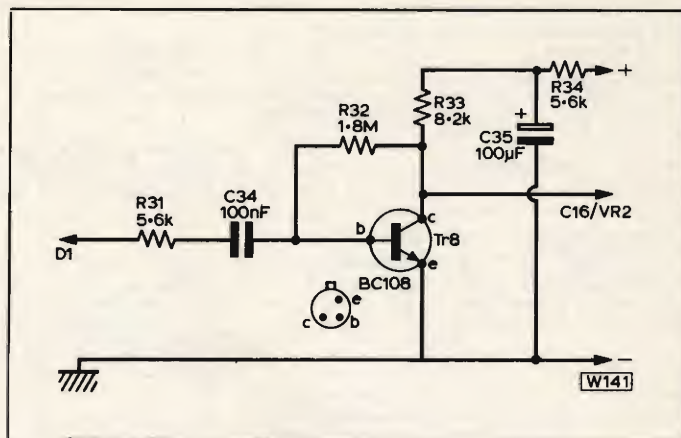 +
R34
5·6k
R33
8·2k
R32
1·8M
+
C35
100µF
R31
5·6k
C34
100nF
D1
b
c
Tr8
e
BC108
C16/VR2
e
c
b
−
W141